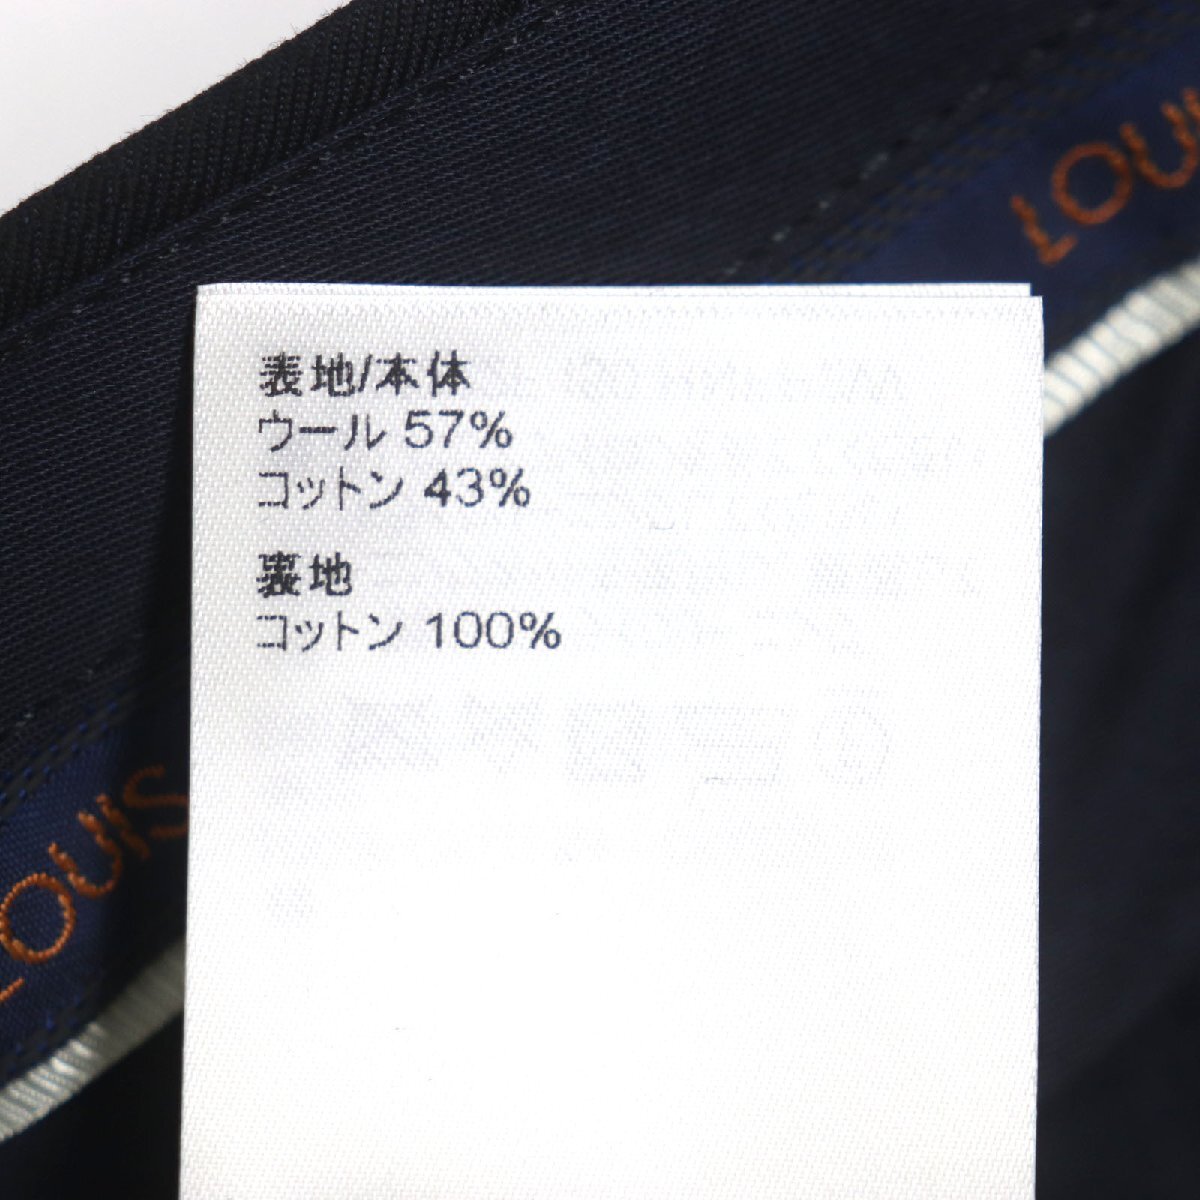 LOUI
表地/本体
ウール 57%
コットン 43%
裏地
コットン 100%
LOUIS